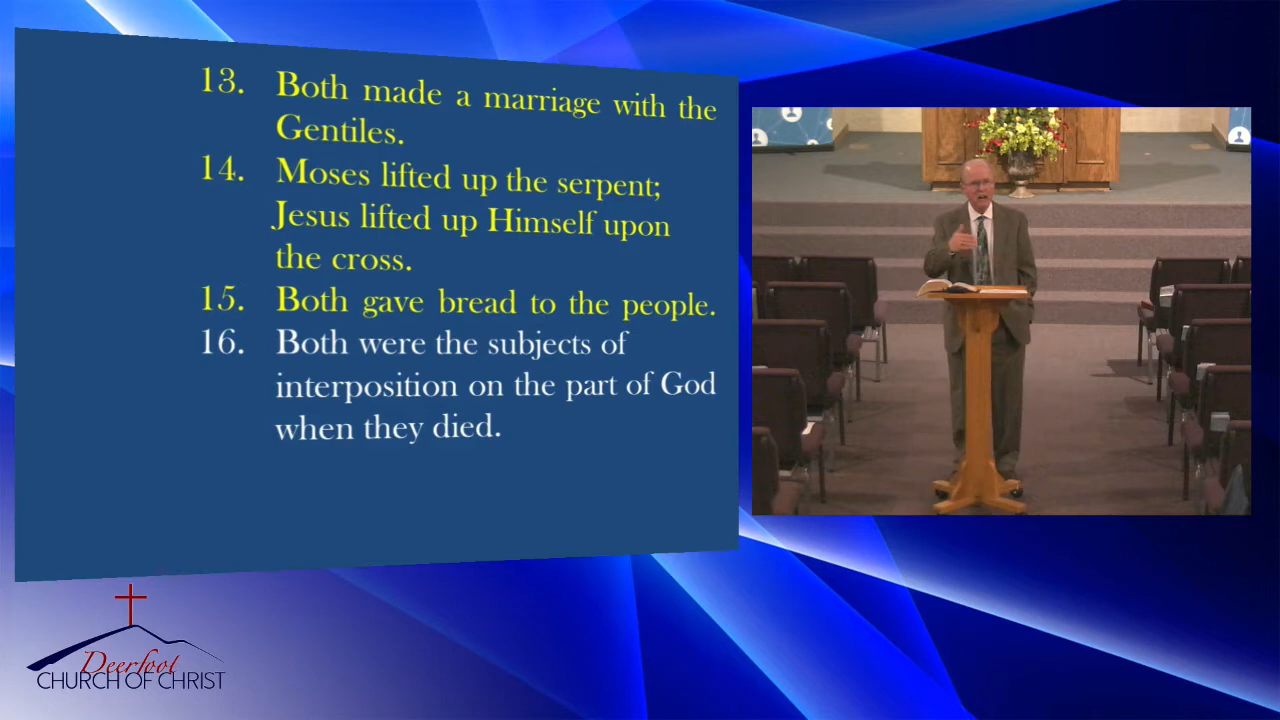 13. Both made a marriage with the
Gentiles.
14. Moses lifted up the serpent;
Jesus lifted up Himself upon
the cross.
15. Both gave bread to the people.
16. Both were the subjects of
interposition on the part of God
when they died.
Deerfoot
CHURCH OF CHRIST